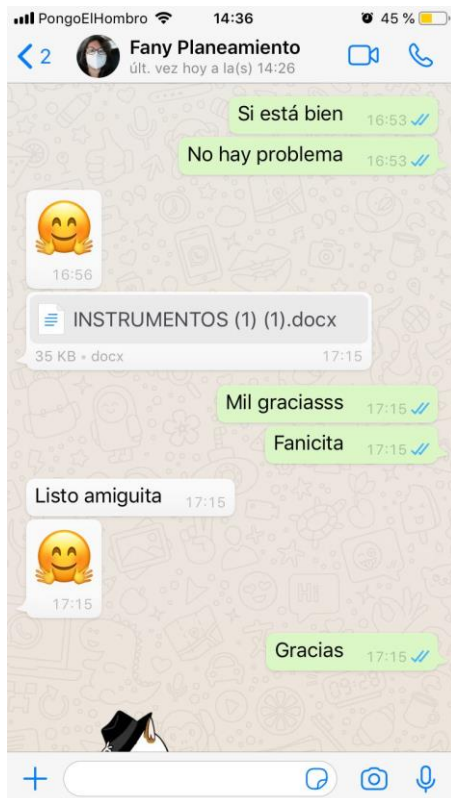 PongoElHombro 14:36 45 %
2 Fany Planeamiento
últ. vez hoy a la(s) 14:26
Si está bien 16:53
No hay problema 16:53
16:56
INSTRUMENTOS (1) (1).docx
35 KB • docx 17:15
Mil graciasss 17:15
Fanicita 17:15
Listo amiguita 17:15
17:15
Gracias 17:15